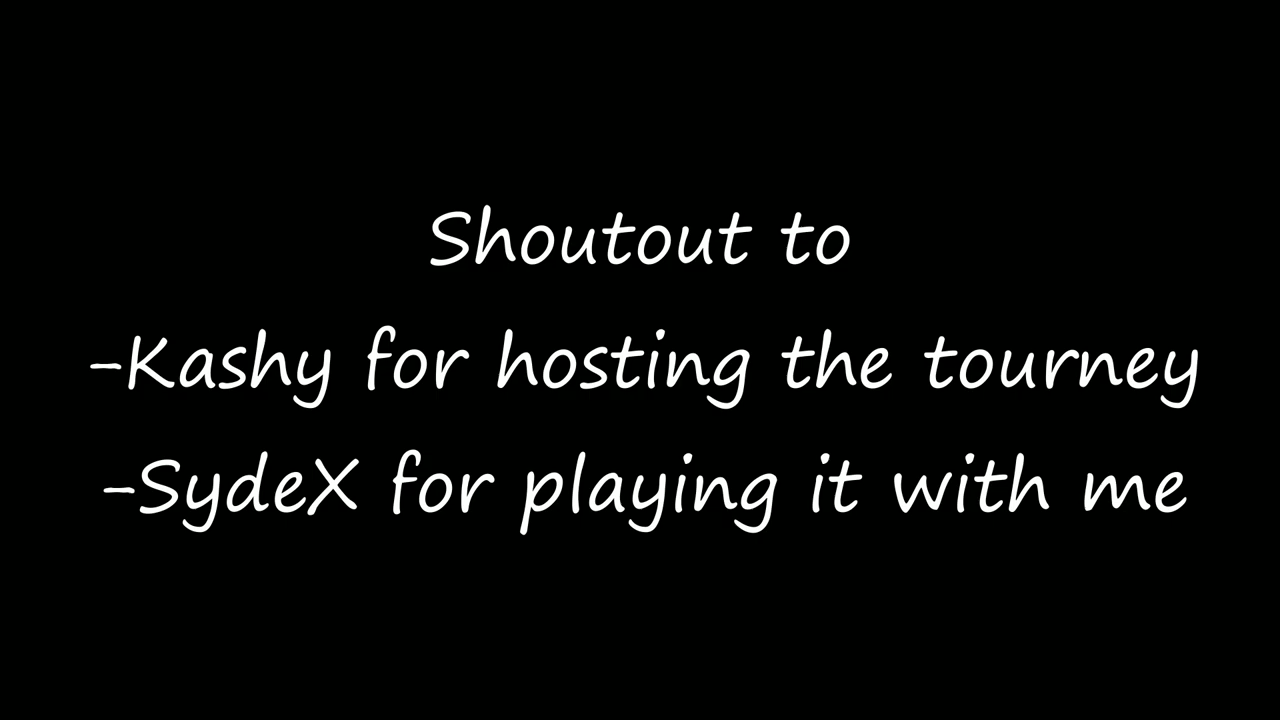 Shoutout to
-Kashy for hosting the tourney
-SydeX for playing it with me